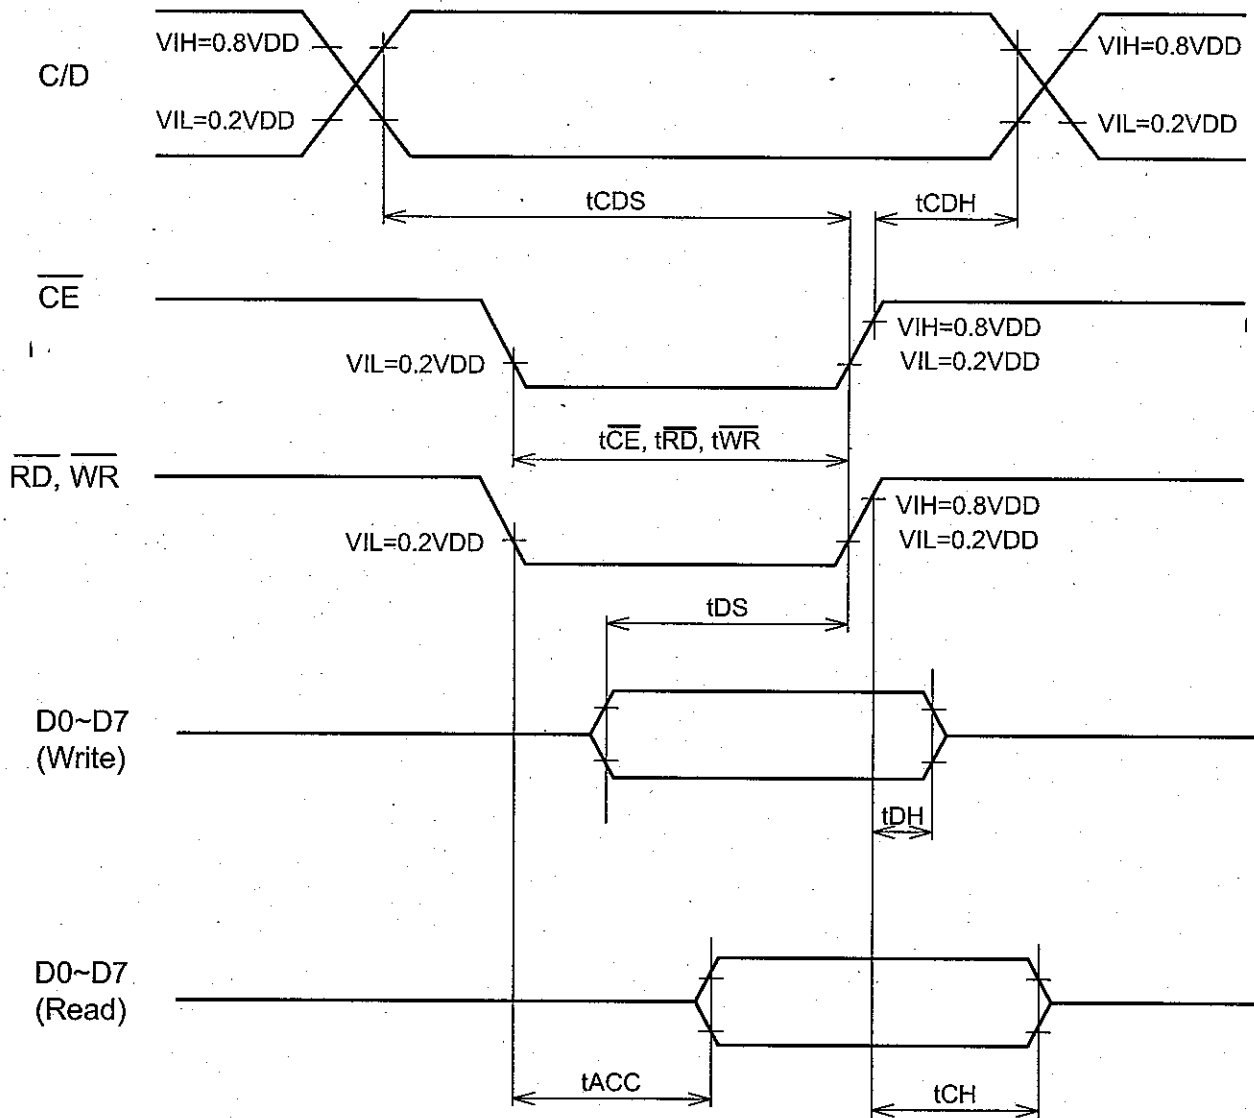 VIH=0.8VDD
VIH=0.8VDD
C/D
VIL=0.2VDD
VIL=0.2VDD
tCDS
tCDH
CE
VIH=0.8VDD
VIL=0.2VDD
VIL=0.2VDD
tCE, tRD, tWR
RD, WR
VIH=0.8VDD
VIL=0.2VDD
VIL=0.2VDD
tDS
D0~D7
(Write)
tDH
D0~D7
(Read)
tACC
tCH